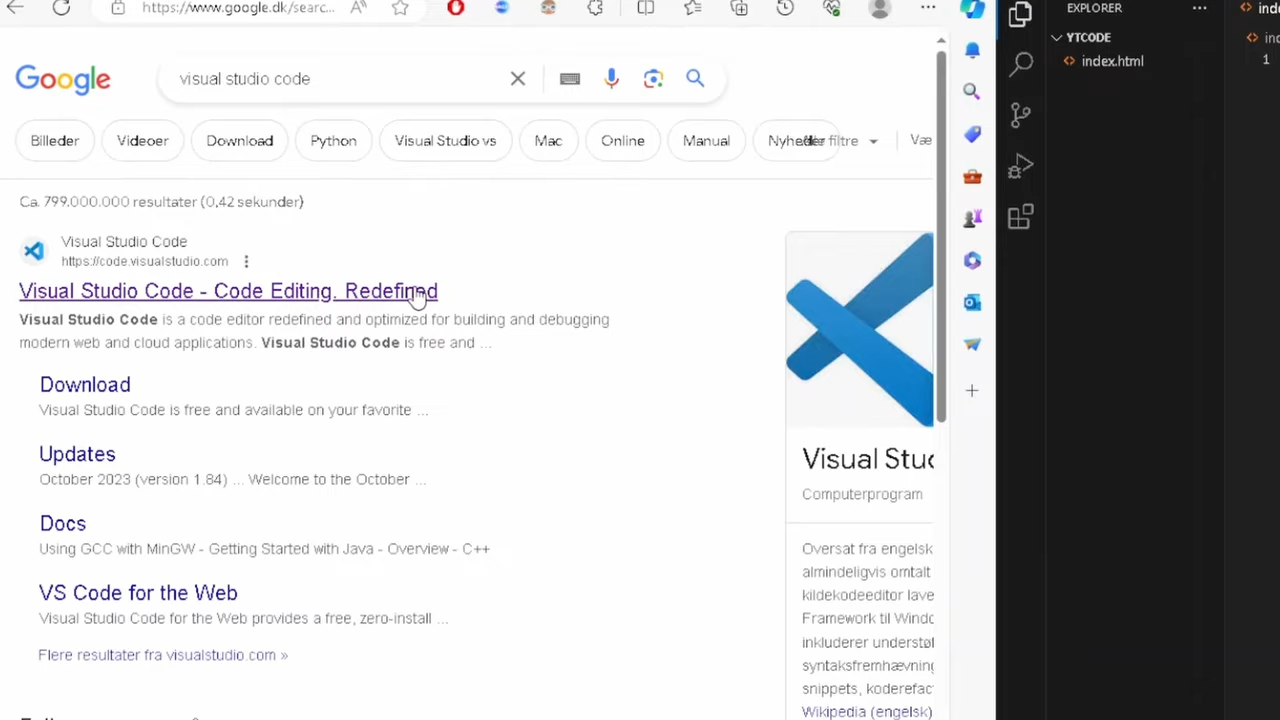 https://www.google.dk/searc...
Google
visual studio code
Billeder
Videoer
Download
Python
Visual Studio vs
Mac
Online
Manual
filtre
Væ
Ca. 799.000.000 resultater (0,42 sekunder)
Visual Studio Code
https://code.visualstudio.com
Visual Studio Code - Code Editing. Redefined
Visual Studio Code is a code editor redefined and optimized for building and debugging
modern web and cloud applications. Visual Studio Code is free and ...
Download
Visual Studio Code is free and available on your favorite ...
Updates
October 2023 (version 1.84) ... Welcome to the October ...
Docs
Using GCC with MinGW - Getting Started with Java - Overview - C++
VS Code for the Web
Visual Studio Code for the Web provides a free, zero-install ...
Flere resultater fra visualstudio.com »
Visual Stud
Computerprogram
Oversat fra engelsk
almindeligvis omtalt
kildekodeeditor lave
Framework til Windo
inkluderer understøt
syntaksfremhævning
snippets, koderefac
Wikipedia (engelsk)
EXPLORER
YTCODE
index.html
inde
ind
1